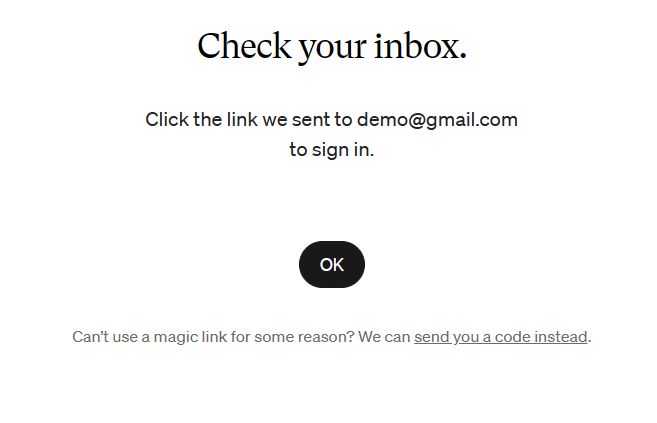 Check your inbox.
Click the link we sent to demo@gmail.com
to sign in.
OK
Can’t use a magic link for some reason? We can send you a code instead.